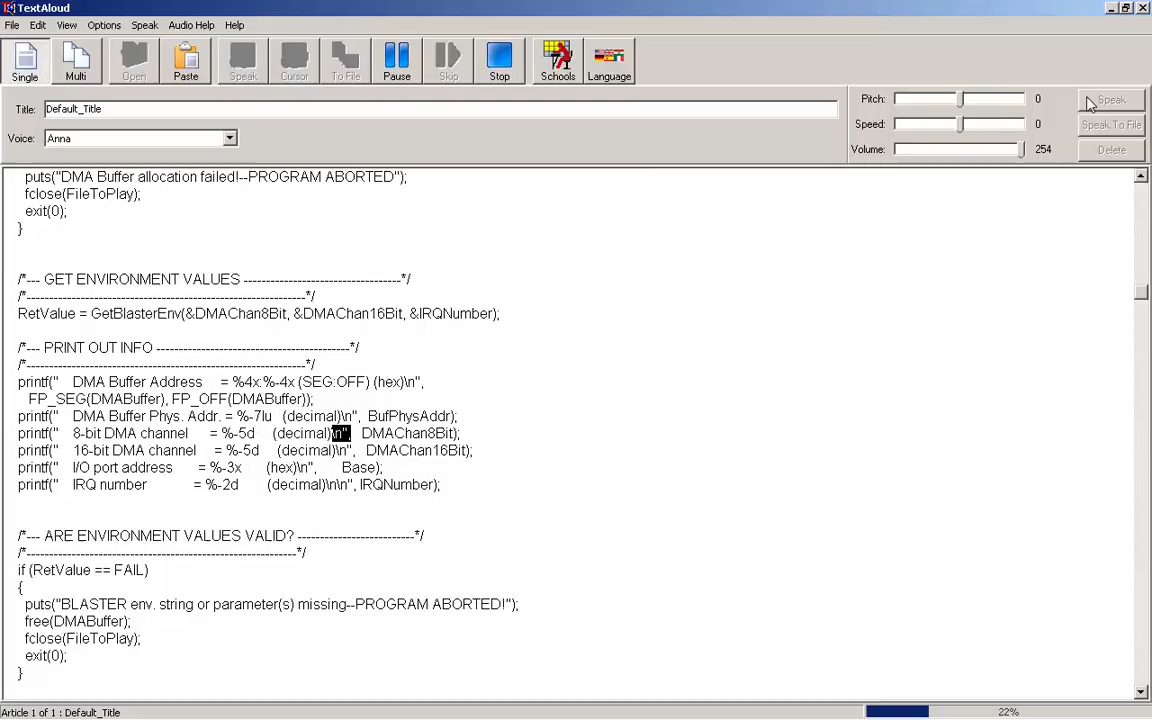 TextAloud
File Edit View Options Speak Audio Help Help
Single Multi Open Paste Speak Cursor To File Pause Skip Stop Schools Language
Title: Default_Title
Voice: Anna
Pitch: 0 Speak
Speed: 0 Speak To File
Volume: 254 Delete
puts("DMA Buffer allocation failed!--PROGRAM ABORTED");
fclose(FileToPlay);
exit(0);
}
/*--- GET ENVIRONMENT VALUES ----------------------------------*/
/*-------------------------------------------------------------*/
RetValue = GetBlasterEnv(&DMAChan8Bit, &DMAChan16Bit, &IRQNumber);
/*--- PRINT OUT INFO ------------------------------------------*/
/*-------------------------------------------------------------*/
printf("   DMA Buffer Address    = %4x:%-4x (SEG:OFF) (hex)\n",
FP_SEG(DMABuffer), FP_OFF(DMABuffer));
printf("   DMA Buffer Phys. Addr. = %-7lu   (decimal)\n",   BufPhysAddr);
printf("   8-bit DMA channel     = %-5d    (decimal)\n",   DMAChan8Bit);
printf("   16-bit DMA channel    = %-5d    (decimal)\n",   DMAChan16Bit);
printf("   I/O port address      = %-3x      (hex)\n",      Base);
printf("   IRQ number           = %-2d       (decimal)\n\n", IRQNumber);
/*--- ARE ENVIRONMENT VALUES VALID? --------------------------*/
/*-----------------------------------------------------------*/
if (RetValue == FAIL)
{
puts("BLASTER env. string or parameter(s) missing--PROGRAM ABORTED!");
free(DMABuffer);
fclose(FileToPlay);
exit(0);
}
Article 1 of 1 : Default_Title 22%